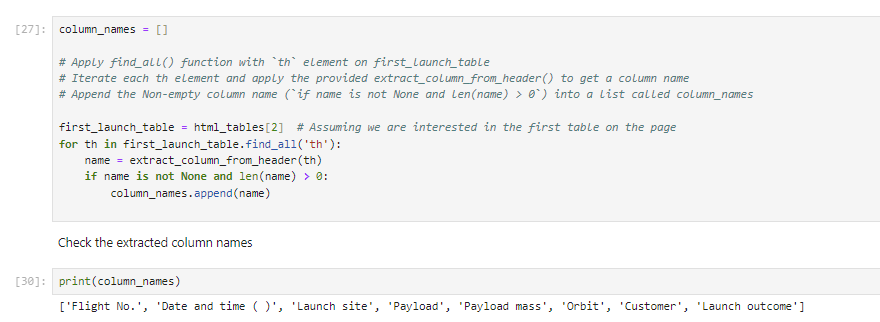 [27]: column_names = []
# Apply find_all() function with `th` element on first_launch_table
# Iterate each th element and apply the provided extract_column_from_header() to get a column name
# Append the Non-empty column name (`if name is not None and len(name) > 0`) into a list called column_names
first_launch_table = html_tables[2]  # Assuming we are interested in the first table on the page
for th in first_launch_table.find_all('th'):
    name = extract_column_from_header(th)
    if name is not None and len(name) > 0:
        column_names.append(name)
Check the extracted column names
[30]: print(column_names)
['Flight No.', 'Date and time ( )', 'Launch site', 'Payload', 'Payload mass', 'Orbit', 'Customer', 'Launch outcome']